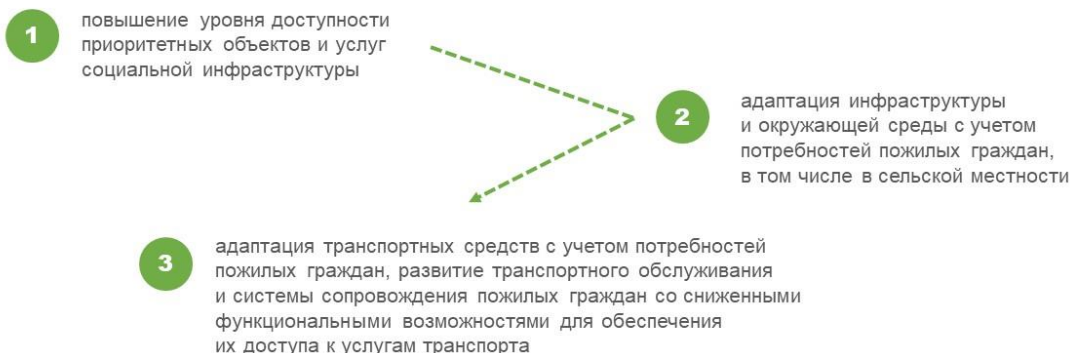 1
повышение уровня доступности
приоритетных объектов и услуг
социальной инфраструктуры
2
адаптация инфраструктуры
и окружающей среды с учетом
потребностей пожилых граждан,
в том числе в сельской местности
3
адаптация транспортных средств с учетом потребностей
пожилых граждан, развитие транспортного обслуживания
и системы сопровождения пожилых граждан со сниженными
функциональными возможностями для обеспечения
их доступа к услугам транспорта